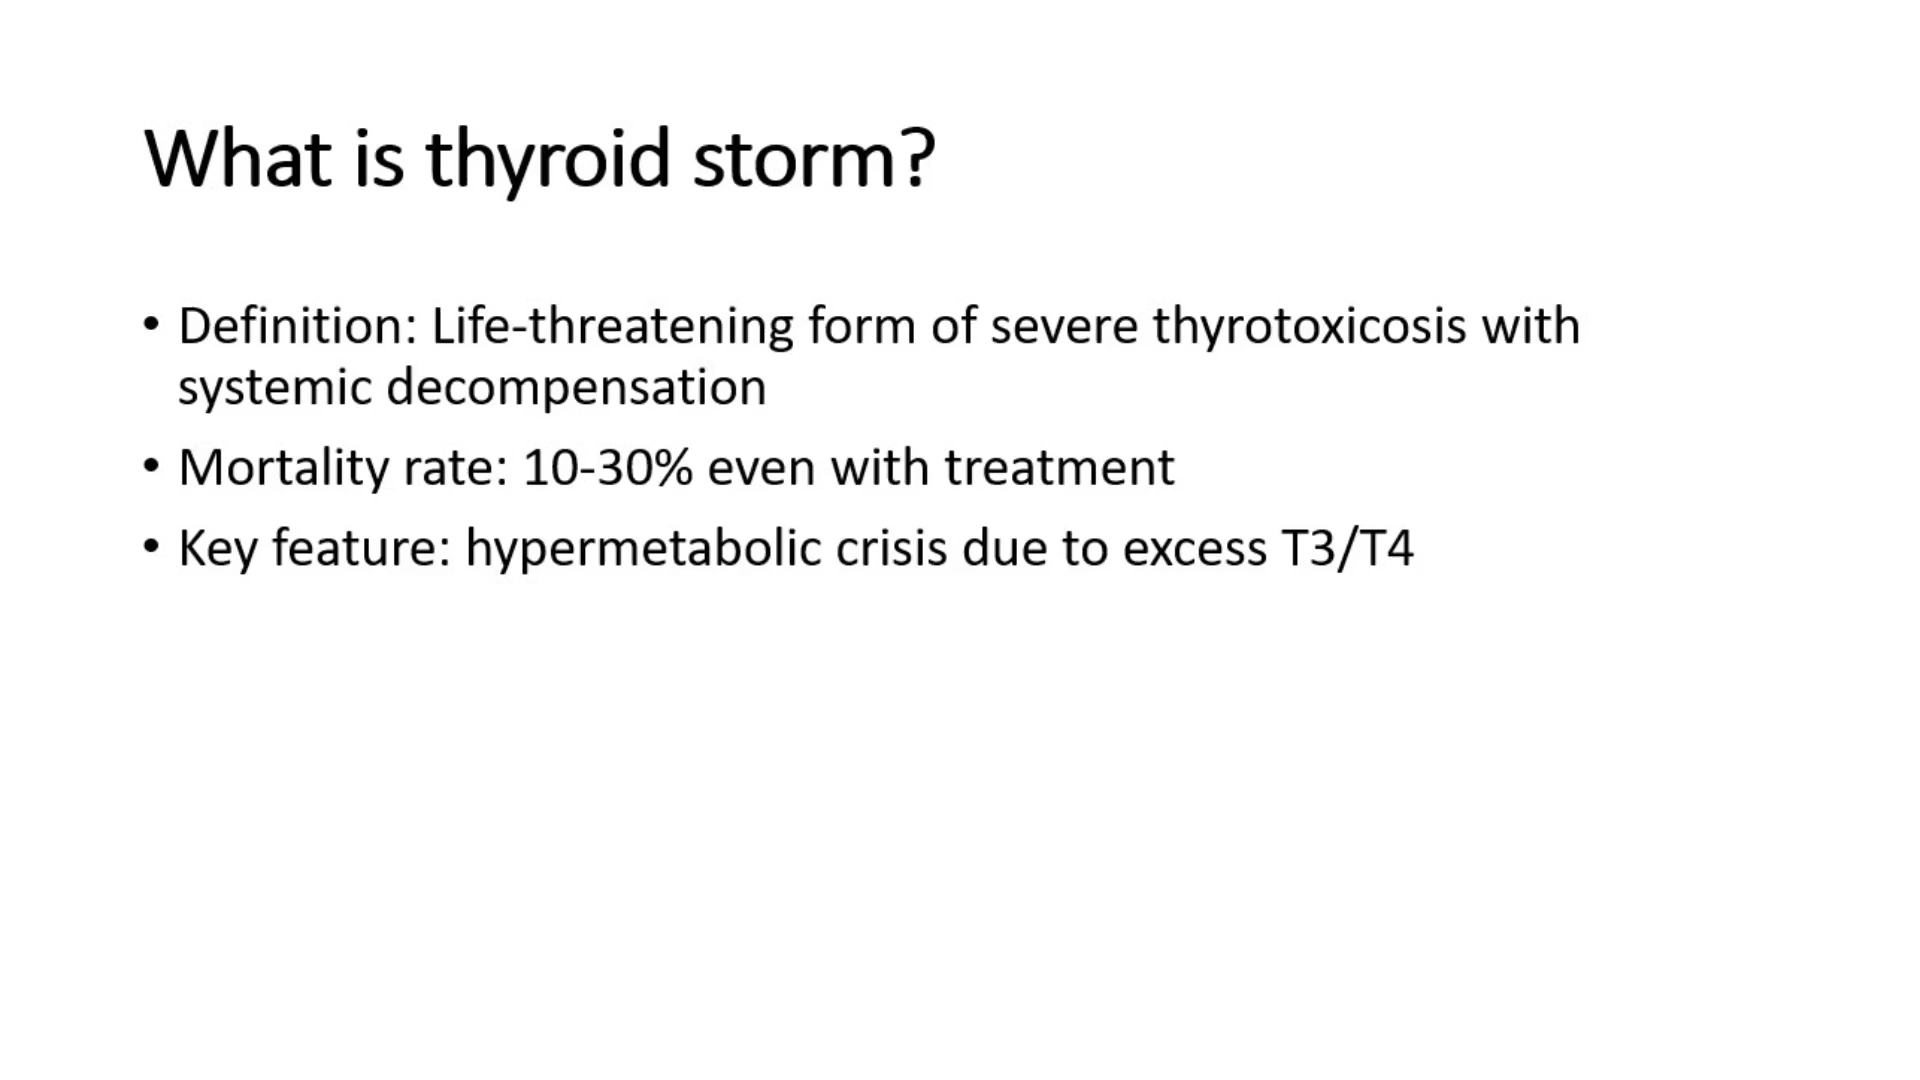 What is thyroid storm?
• Definition: Life-threatening form of severe thyrotoxicosis with
systemic decompensation
• Mortality rate: 10-30% even with treatment
• Key feature: hypermetabolic crisis due to excess T3/T4